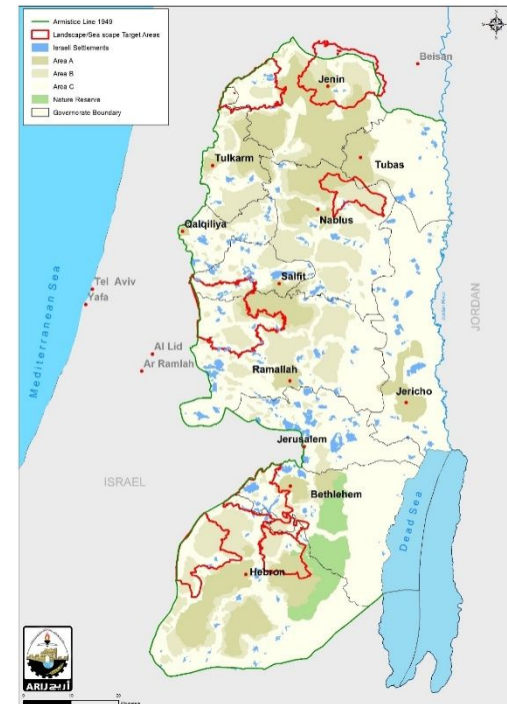 Armistice Line 1949
Landscape/Sea scape Target Areas
Israeli Settlements
Area A
Area B
Area C
Nature Reserve
Governorate Boundary
Beisan
Jenin
Tulkarm
Tubas
Nablus
Qalqiliya
Salfit
Tel Aviv
Yafa
Al Lid
Ar Ramlah
Ramallah
Jericho
Jerusalem
Bethlehem
Hebron
Mediterranean Sea
ISRAEL
JORDAN
Dead Sea
ARIJ أريج